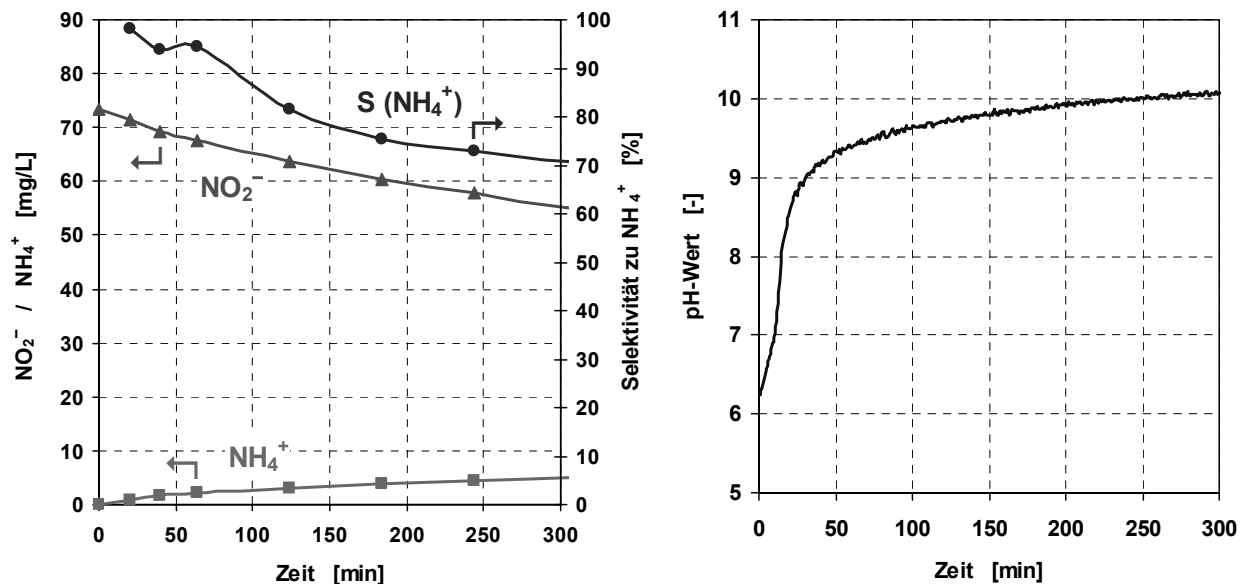 NO₂⁻ / NH₄⁺ [mg/L]
90
80
70
60
50
40
30
20
10
0
S (NH₄⁺)
NO₂⁻
NH₄⁺
100
90
80
70
60
50
40
30
20
10
0
Selektivität zu NH₄⁺ [%]
0 50 100 150 200 250 300
Zeit [min]
pH-Wert [-]
11
10
9
8
7
6
5
0 50 100 150 200 250 300
Zeit [min]